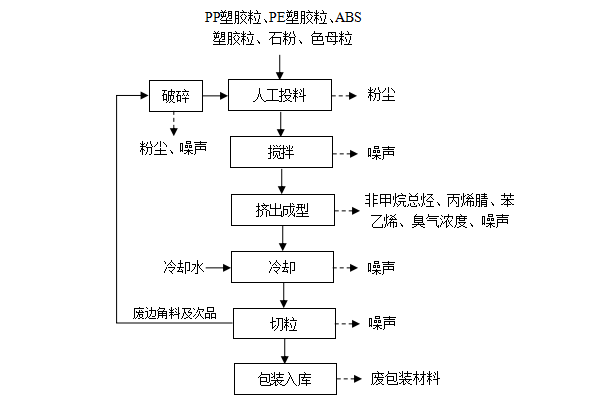 PP塑胶粒、PE塑胶粒、ABS
塑胶粒、石粉、色母粒
破碎
人工投料
粉尘
粉尘、噪声
搅拌
噪声
挤出成型
非甲烷总烃、丙烯腈、苯
乙烯、臭气浓度、噪声
冷却水
冷却
噪声
废边角料及次品
切粒
噪声
包装入库
废包装材料